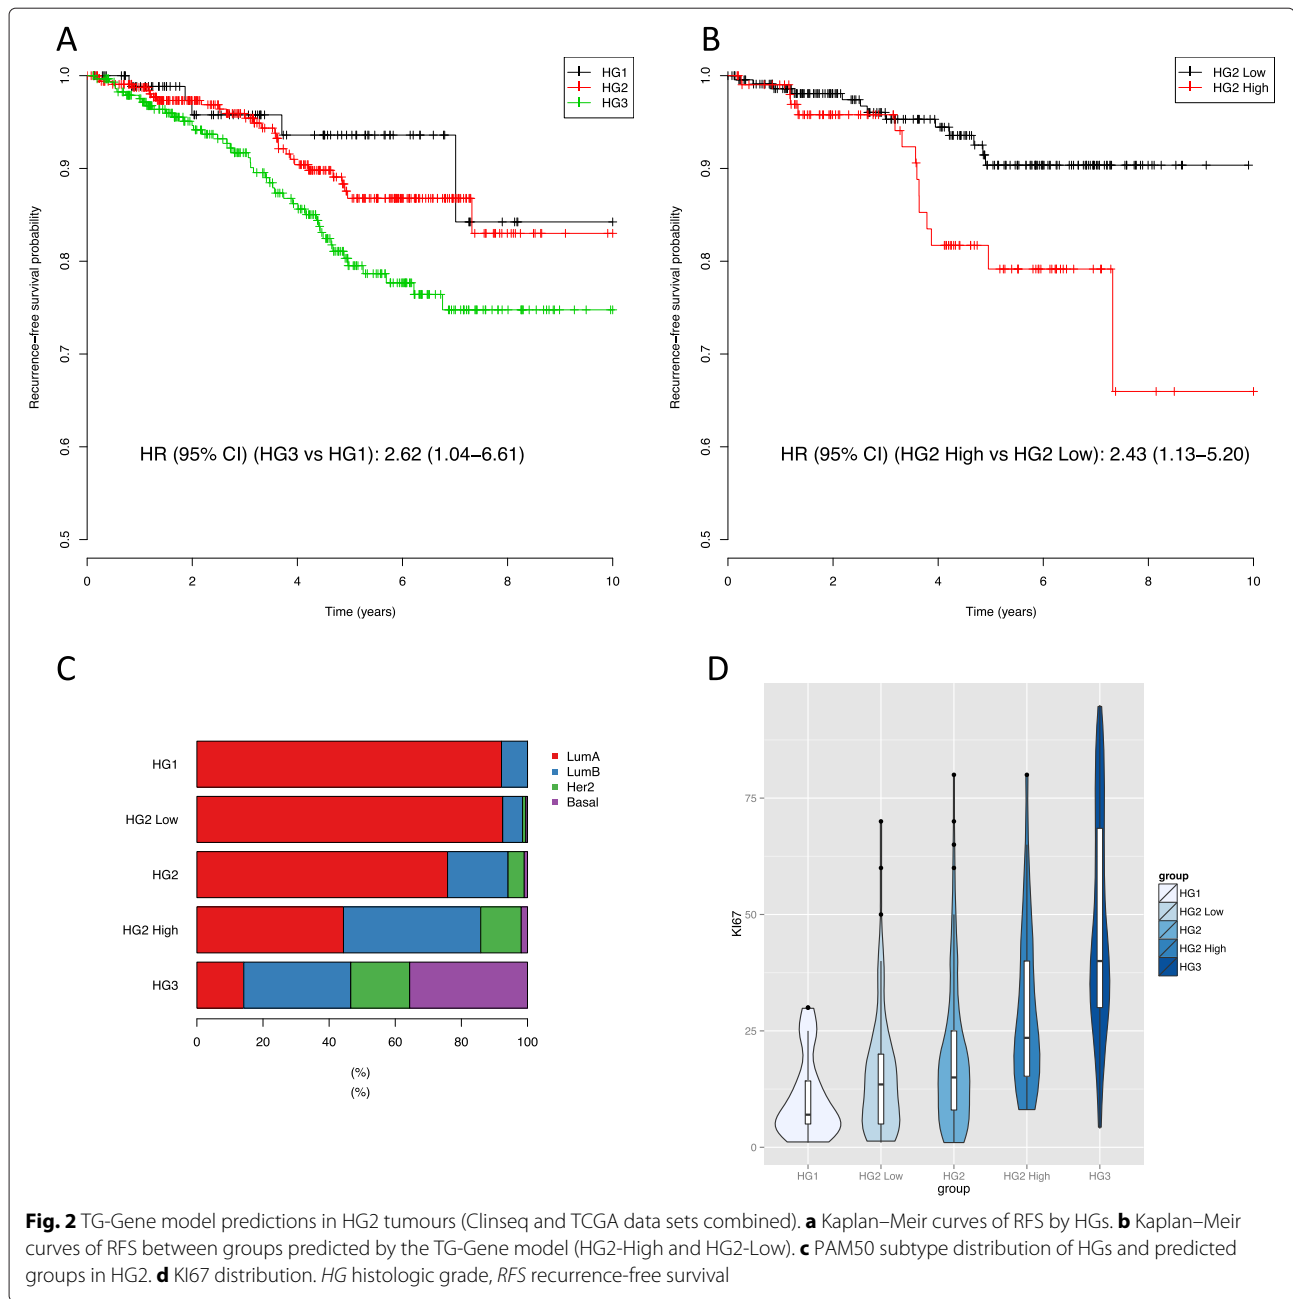 A
HG1
HG2
HG3
Recurrence−free survival probability
1.0
0.9
0.8
0.7
0.6
0.5
HR (95% CI) (HG3 vs HG1): 2.62 (1.04–6.61)
0 2 4 6 8 10
Time (years)
B
HG2 Low
HG2 High
Recurrence−free survival probability
1.0
0.9
0.8
0.7
0.6
0.5
HR (95% CI) (HG2 High vs HG2 Low): 2.43 (1.13–5.20)
0 2 4 6 8 10
Time (years)
C
HG1
HG2 Low
HG2
HG2 High
HG3
LumA
LumB
Her2
Basal
0 20 40 60 80 100
(%)
(%)
D
KI67
75
50
25
0
HG1 HG2 Low HG2 HG2 High HG3
group
group
HG1
HG2 Low
HG2
HG2 High
HG3
Fig. 2 TG-Gene model predictions in HG2 tumours (Clinseq and TCGA data sets combined). a Kaplan–Meir curves of RFS by HGs. b Kaplan–Meir
curves of RFS between groups predicted by the TG-Gene model (HG2-High and HG2-Low). c PAM50 subtype distribution of HGs and predicted
groups in HG2. d KI67 distribution. HG histologic grade, RFS recurrence-free survival